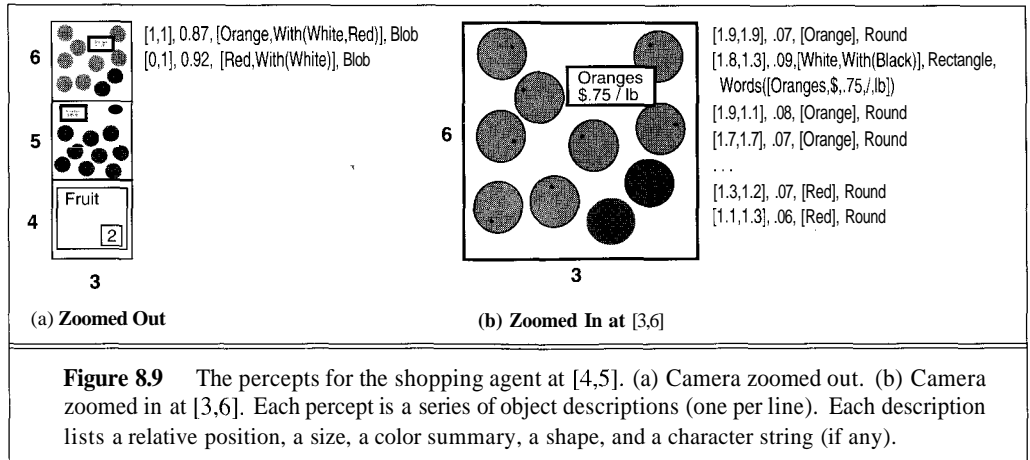 6
[1,1], 0.87, [Orange,With(White,Red)], Blob
[0,1], 0.92, [Red,With(White)], Blob
5
4
Fruit
2
3
(a) Zoomed Out
6
Oranges
$.75 / lb
3
[1.9,1.9], .07, [Orange], Round
[1.8,1.3], .09,[White,With(Black)], Rectangle,
Words([Oranges,$,.75,/,lb])
[1.9,1.1], .08, [Orange], Round
[1.7,1.7], .07, [Orange], Round
. . .
[1.3,1.2], .07, [Red], Round
[1.1,1.3], .06, [Red], Round
(b) Zoomed In at [3,6]
Figure 8.9 The percepts for the shopping agent at [4,5]. (a) Camera zoomed out. (b) Camera
zoomed in at [3,6]. Each percept is a series of object descriptions (one per line). Each description
lists a relative position, a size, a color summary, a shape, and a character string (if any).